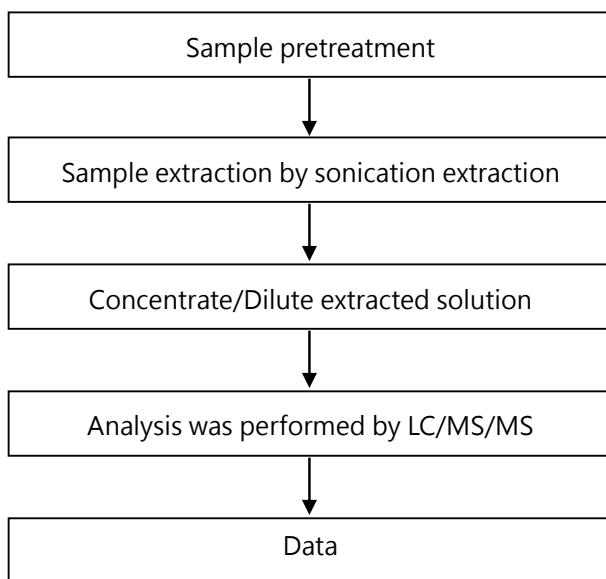 Sample pretreatment
Sample extraction by sonication extraction
Concentrate/Dilute extracted solution
Analysis was performed by LC/MS/MS
Data